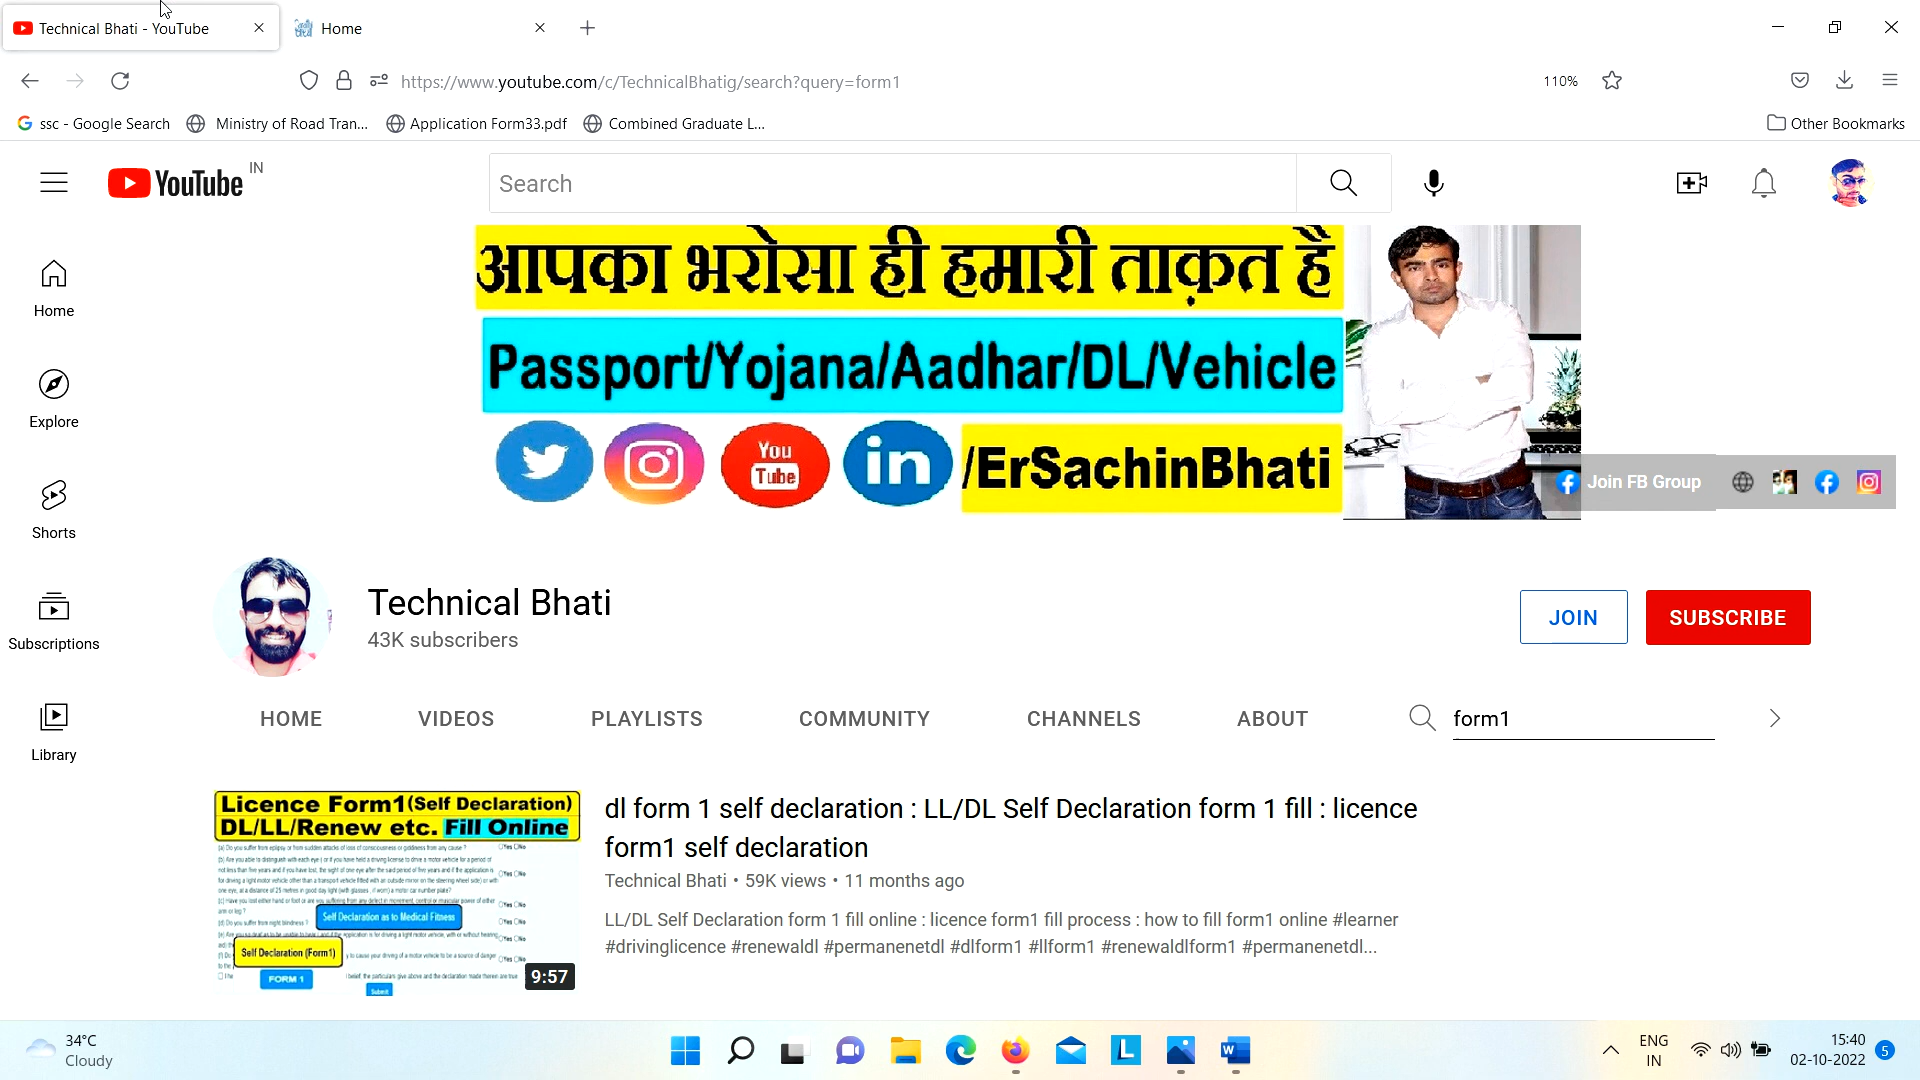 Technical Bhati - YouTube
Home
https://www.youtube.com/c/TechnicalBhatig/search?query=form1
110%
ssc - Google Search
Ministry of Road Tran...
Application Form33.pdf
Combined Graduate L...
Other Bookmarks
YouTube IN
Search
आपका भरोसा ही हमारी ताक़त है
Passport/Yojana/Aadhar/DL/Vehicle
You
Tube
in
/ErSachinBhati
Join FB Group
Home
Explore
Shorts
Subscriptions
Library
Technical Bhati
43K subscribers
JOIN
SUBSCRIBE
HOME
VIDEOS
PLAYLISTS
COMMUNITY
CHANNELS
ABOUT
form1
Licence Form1(Self Declaration)
DL/LL/Renew etc. Fill Online
Self Declaration as to Medical Fitness
Self Declaration (Form1)
FORM 1
Submit
9:57
dl form 1 self declaration : LL/DL Self Declaration form 1 fill : licence
form1 self declaration
Technical Bhati • 59K views • 11 months ago
LL/DL Self Declaration form 1 fill online : licence form1 fill process : how to fill form1 online #learner
#drivinglicence #renewaldl #permanenetdl #dlform1 #llform1 #renewaldlform1 #permanenetdl...
34°C
Cloudy
ENG
IN
15:40
02-10-2022
5